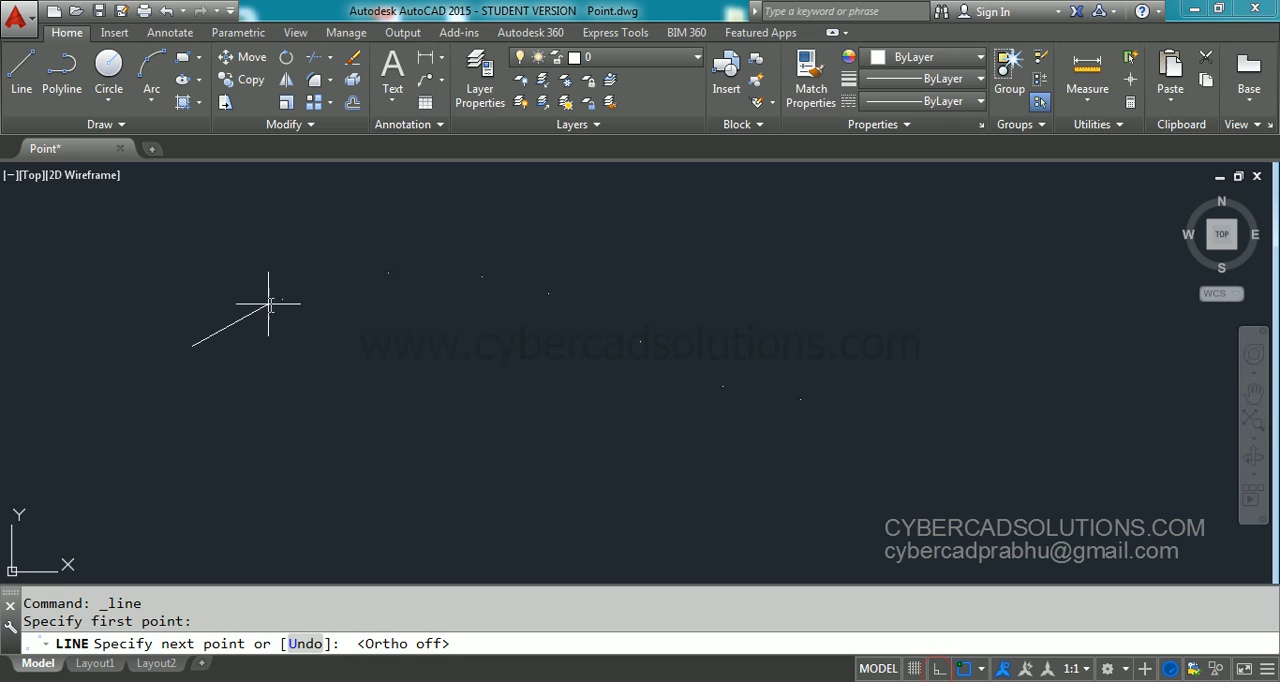 Autodesk AutoCAD 2015 - STUDENT VERSION Point.dwg
Type a keyword or phrase
Sign In
Home Insert Annotate Parametric View Manage Output Add-ins Autodesk 360 Express Tools BIM 360 Featured Apps
Line Polyline Circle Arc
Move
Copy
Text
Layer Properties
0
Insert
Match Properties
ByLayer
ByLayer
ByLayer
Group
Measure
Paste
Base
Draw Modify Annotation Layers Block Properties Groups Utilities Clipboard View
Point*
[−][Top][2D Wireframe]
N
W TOP E
S
WCS
www.cybercadsolutions.com
Y
X
CYBERCADSOLUTIONS.COM
cybercadprabhu@gmail.com
Command: _line
Specify first point:
LINE Specify next point or [Undo]: <Ortho off>
Model Layout1 Layout2
MODEL 1:1